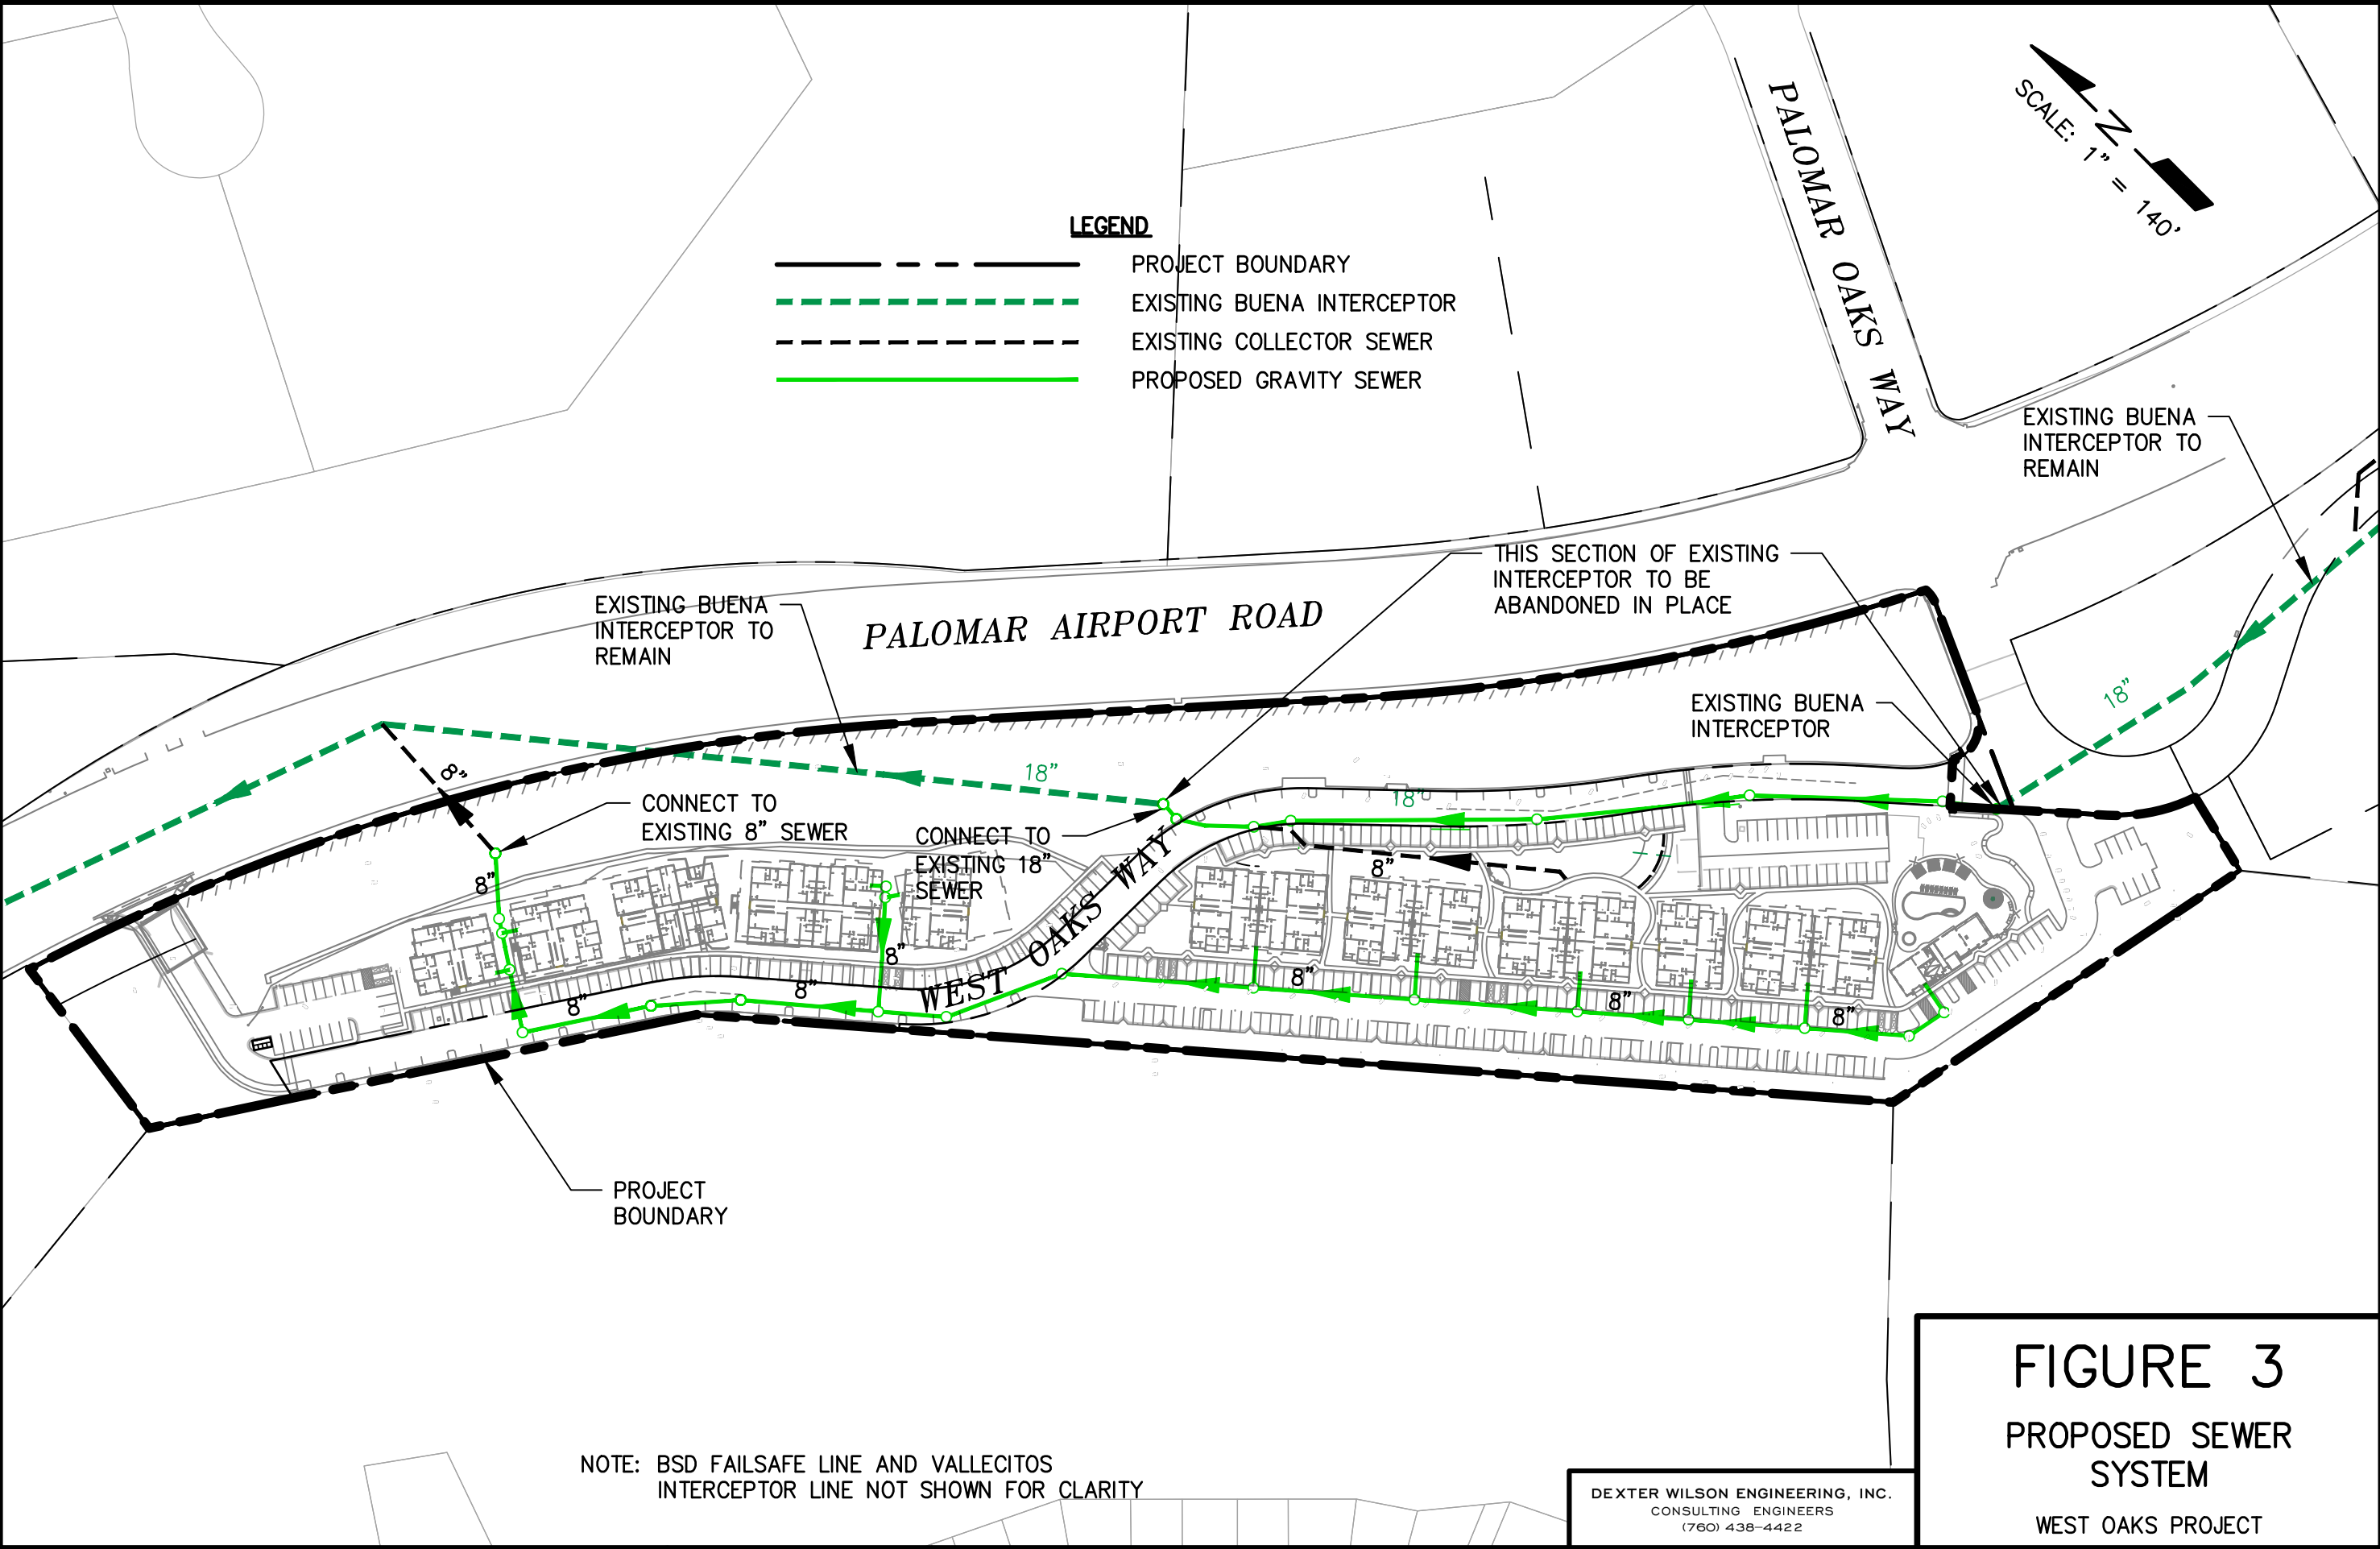 PALOMAR OAKS WAY
N
SCALE: 1" = 140'
LEGEND
PROJECT BOUNDARY
EXISTING BUENA INTERCEPTOR
EXISTING COLLECTOR SEWER
PROPOSED GRAVITY SEWER
EXISTING BUENA
INTERCEPTOR TO
REMAIN
THIS SECTION OF EXISTING
INTERCEPTOR TO BE
ABANDONED IN PLACE
EXISTING BUENA
INTERCEPTOR TO
REMAIN
PALOMAR AIRPORT ROAD
EXISTING BUENA
INTERCEPTOR
18"
18"
18"
8"
CONNECT TO
EXISTING 8" SEWER
CONNECT TO
EXISTING 18"
SEWER
8"
8"
WEST OAKS WAY
8"
8"
8"
8"
8"
8"
PROJECT
BOUNDARY
NOTE: BSD FAILSAFE LINE AND VALLECITOS
INTERCEPTOR LINE NOT SHOWN FOR CLARITY
DEXTER WILSON ENGINEERING, INC.
CONSULTING ENGINEERS
(760) 438-4422
FIGURE 3
PROPOSED SEWER
SYSTEM
WEST OAKS PROJECT